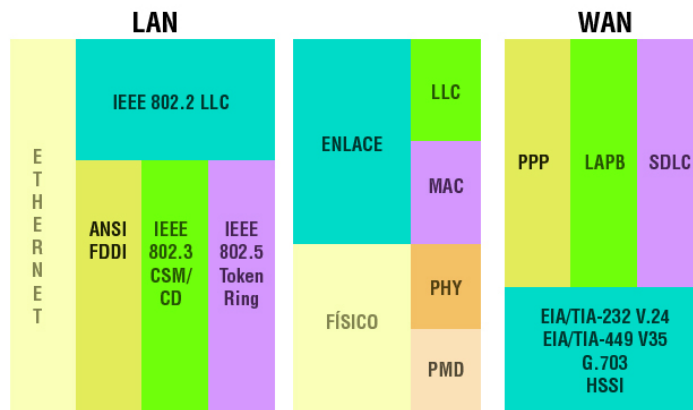 LAN
WAN
ETHERNET
IEEE 802.2 LLC
ANSI
FDDI
IEEE
802.3
CSM/
CD
IEEE
802.5
Token
Ring
ENLACE
LLC
MAC
FÍSICO
PHY
PMD
PPP
LAPB
SDLC
EIA/TIA-232 V.24
EIA/TIA-449 V35
G.703
HSSI